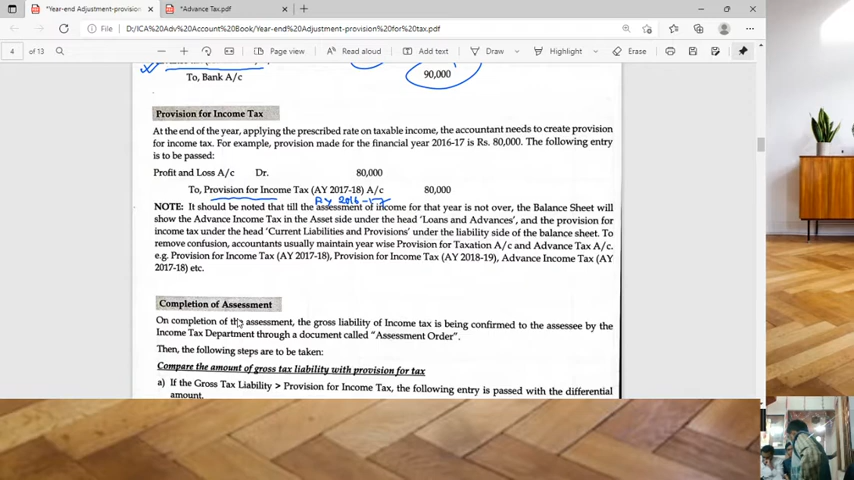 *Year-end Adjustment-provision
*Advance Tax.pdf
File
D:/ICA%20Adv%20Account%20Book/Year-end%20Adjustment-provision%20for%20tax.pdf
4 of 13
Page view
Read aloud
Add text
Draw
Highlight
Erase
To, Bank A/c
90,000
Provision for Income Tax
At the end of the year, applying the prescribed rate on taxable income, the accountant needs to create provision
for income tax. For example, provision made for the financial year 2016-17 is Rs. 80,000. The following entry
is to be passed:
Profit and Loss A/c Dr. 80,000
To, Provision for Income Tax (AY 2017-18) A/c 80,000
AY 2016-17
NOTE: It should be noted that till the assessment of income for that year is not over, the Balance Sheet will
show the Advance Income Tax in the Asset side under the head 'Loans and Advances', and the provision for
income tax under the head 'Current Liabilities and Provisions' under the liability side of the balance sheet. To
remove confusion, accountants usually maintain year wise Provision for Taxation A/c and Advance Tax A/c.
e.g. Provision for Income Tax (AY 2017-18), Provision for Income Tax (AY 2018-19), Advance Income Tax (AY
2017-18) etc.
Completion of Assessment
On completion of the assessment, the gross liability of Income tax is being confirmed to the assessee by the
Income Tax Department through a document called "Assessment Order".
Then, the following steps are to be taken:
Compare the amount of gross tax liability with provision for tax
a) If the Gross Tax Liability > Provision for Income Tax, the following entry is passed with the differential
amount.